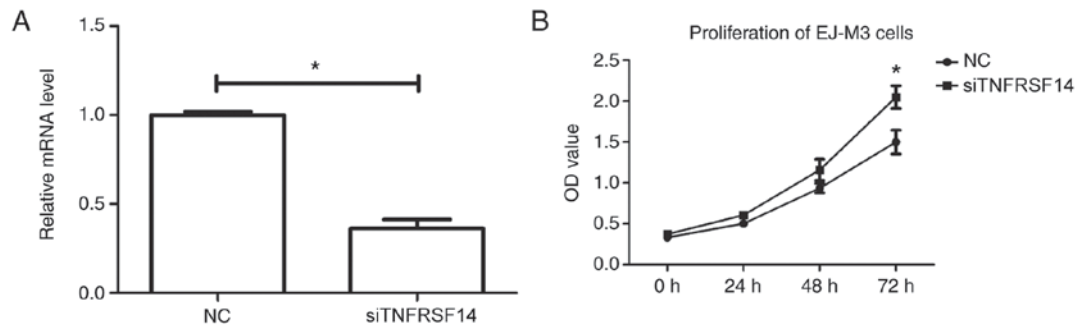 A
Relative mRNA level
1.5
1.0
0.5
0.0
*
NC
siTNFRSF14
B
Proliferation of EJ-M3 cells
NC
siTNFRSF14
OD value
2.5
2.0
1.5
1.0
0.5
0.0
*
0 h 24 h 48 h 72 h